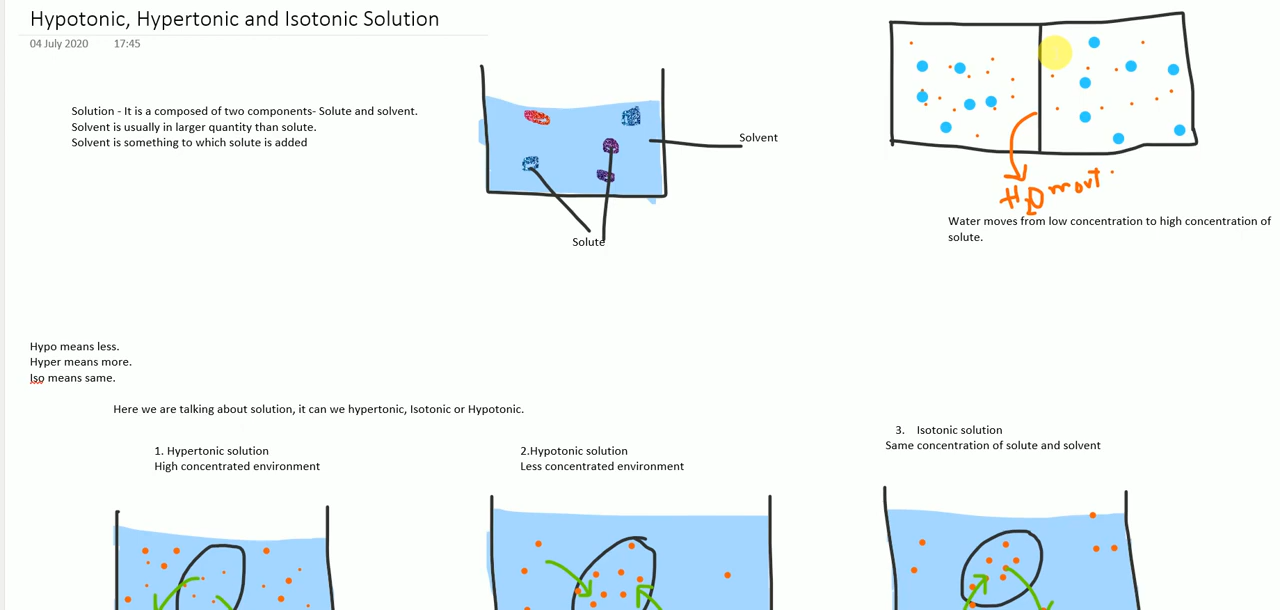 Hypotonic, Hypertonic and Isotonic Solution
04 July 2020 17:45
Solution - It is a composed of two components- Solute and solvent.
Solvent is usually in larger quantity than solute.
Solvent is something to which solute is added
Solvent
Solute
H2O movt.
Water moves from low concentration to high concentration of
solute.
Hypo means less.
Hyper means more.
Iso means same.
Here we are talking about solution, it can we hypertonic, Isotonic or Hypotonic.
1. Hypertonic solution
High concentrated environment
2.Hypotonic solution
Less concentrated environment
3. Isotonic solution
Same concentration of solute and solvent